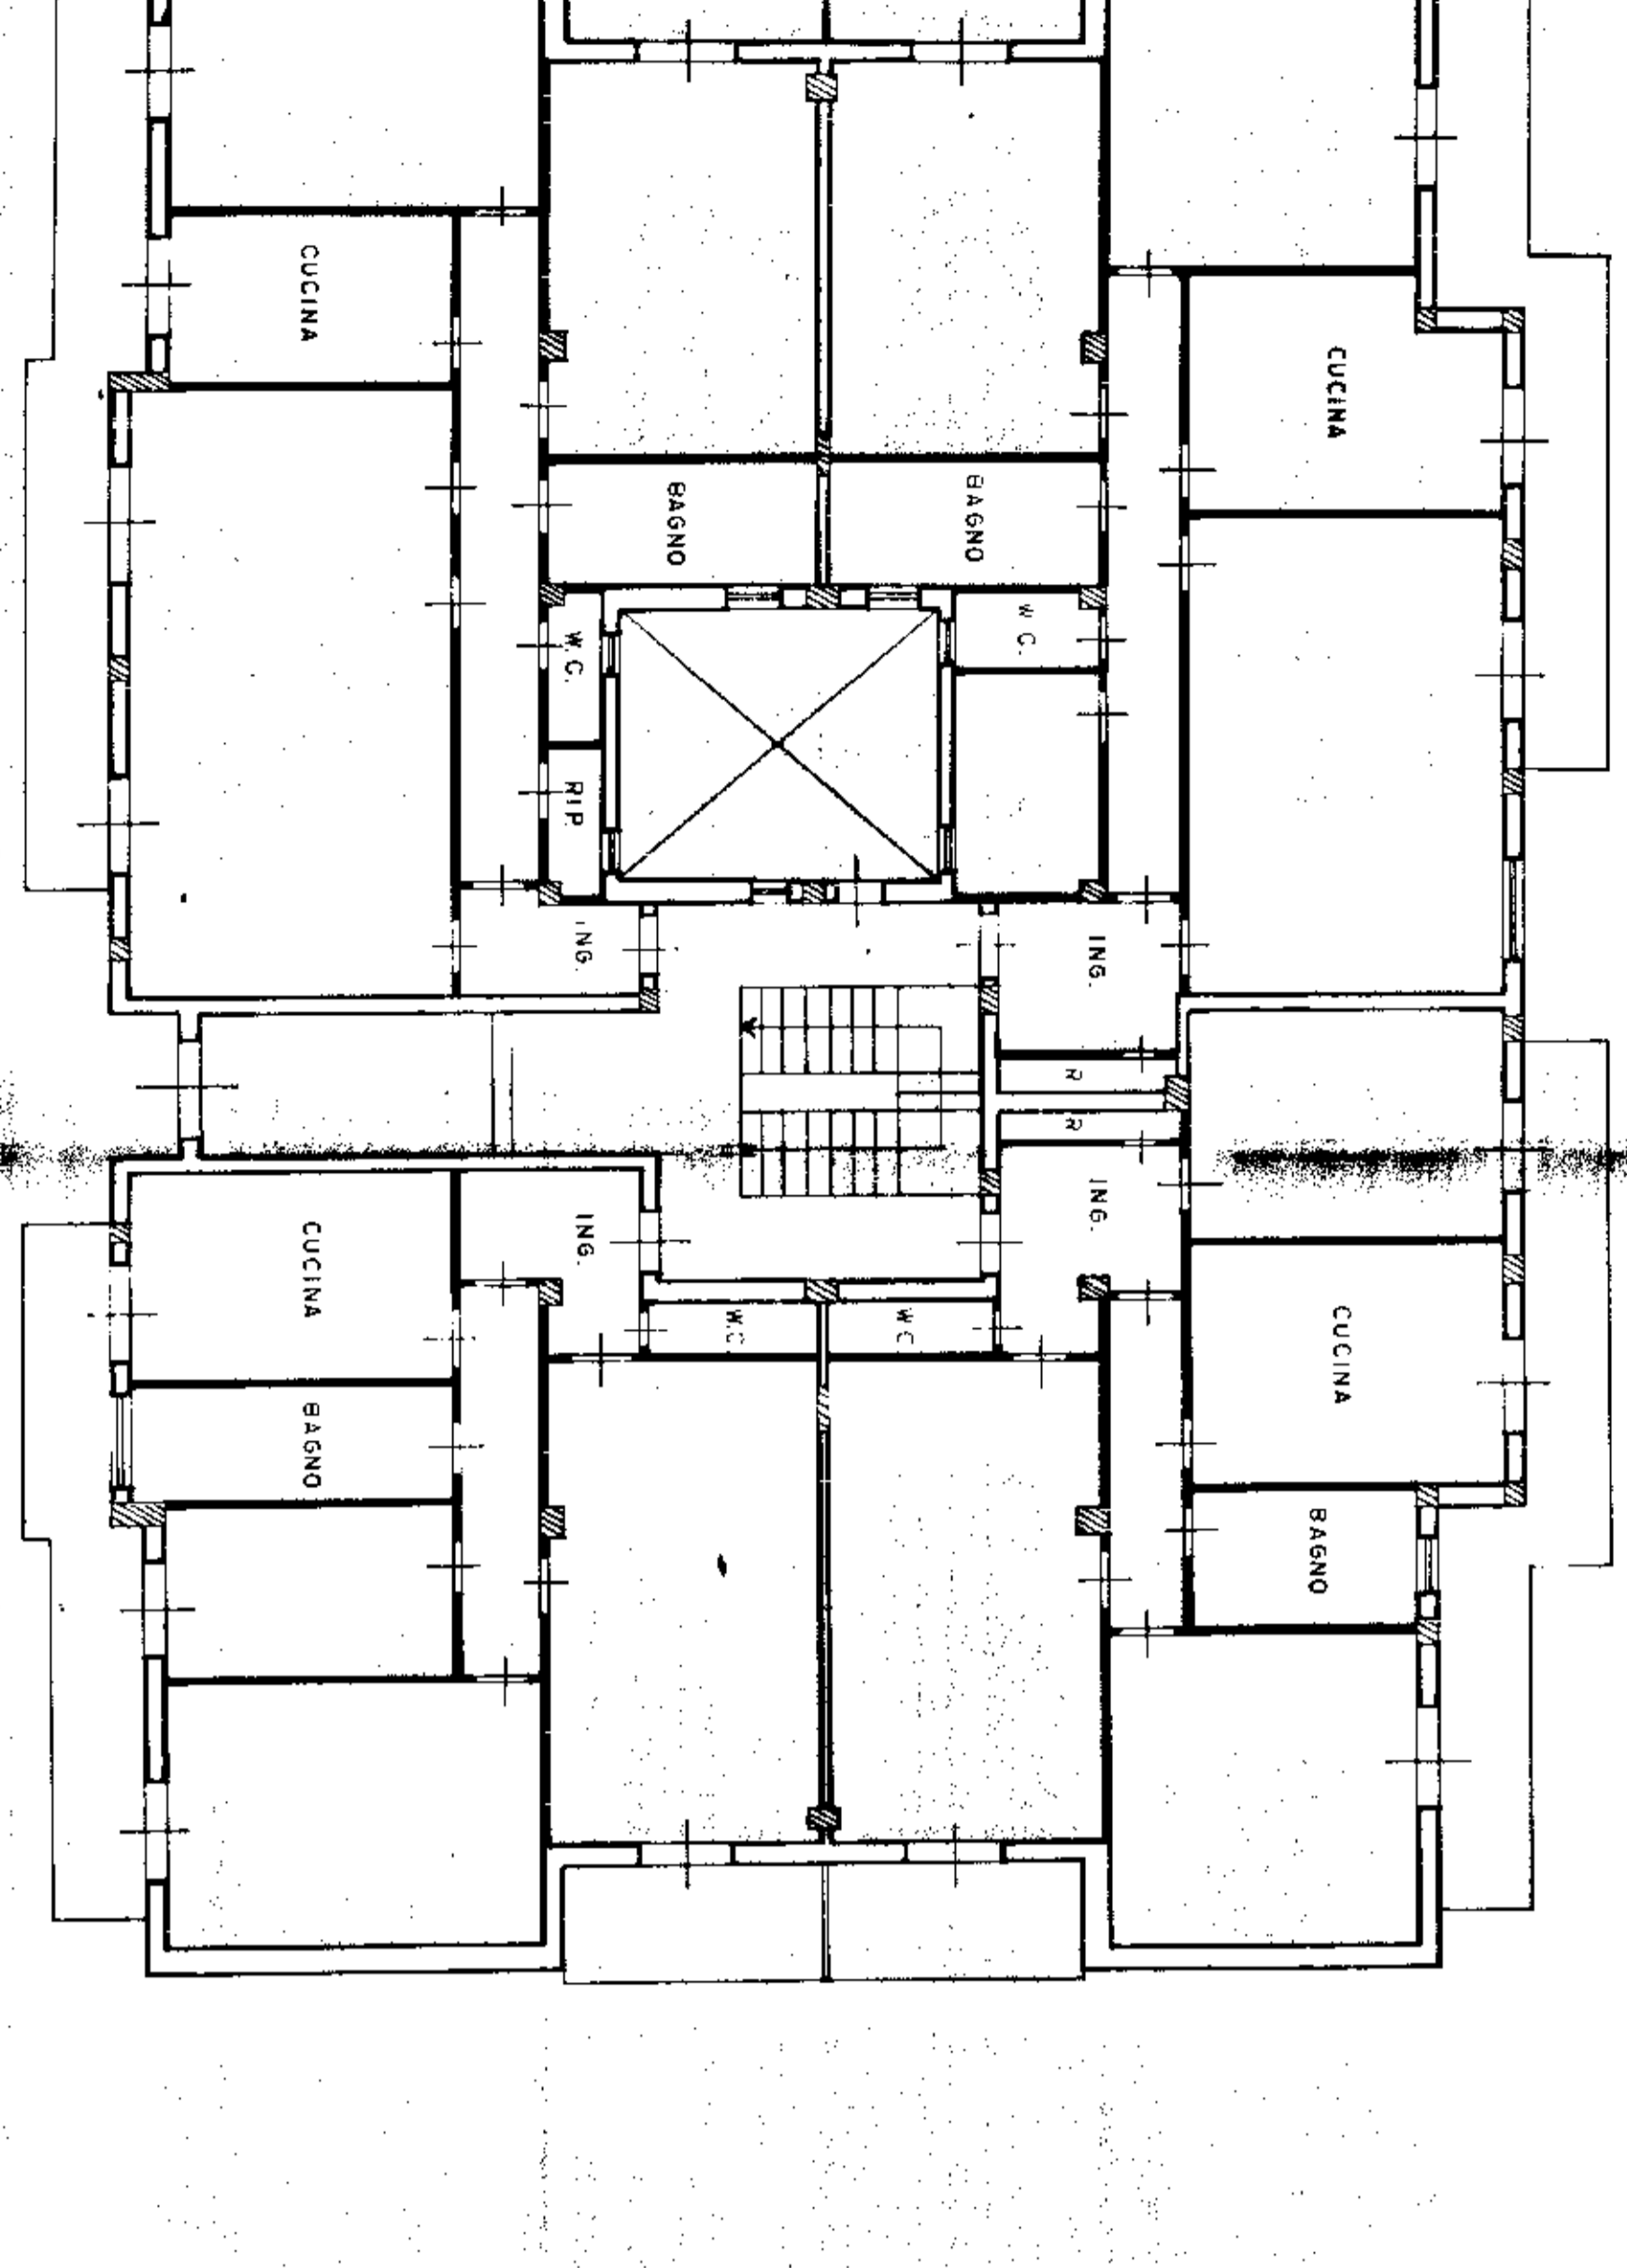 CUCINA
CUCINA
BAGNO
BAGNO
W.C.
W C.
RIP.
ING.
ING.
R
R
CUCINA
ING.
ING.
W.C.
W C
CUCINA
BAGNO
BAGNO